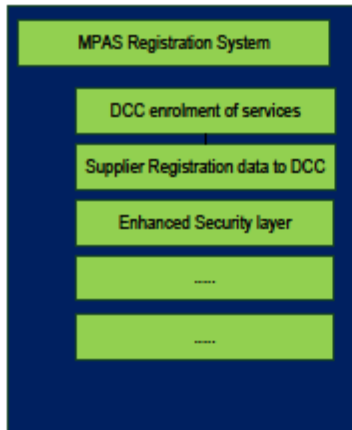 MPAS Registration System
DCC enrolment of services
Supplier Registration data to DCC
Enhanced Security layer
.....
.....